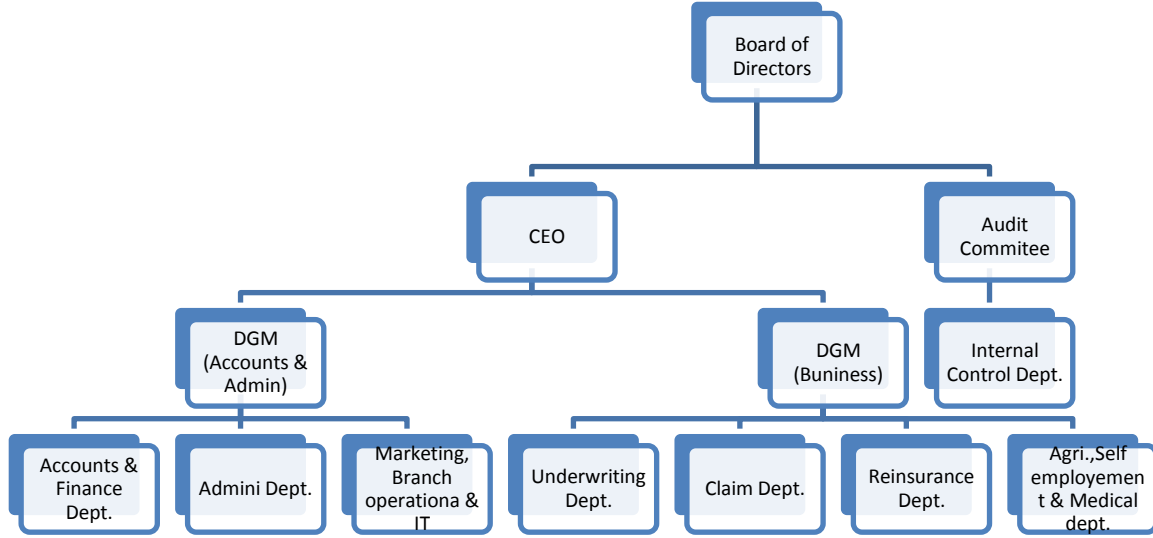 Board of
Directors
CEO
Audit
Commitee
DGM
(Accounts &
Admin)
DGM
(Buniness)
Internal
Control Dept.
Accounts &
Finance
Dept.
Admini Dept.
Marketing,
Branch
operationa &
IT
Underwriting
Dept.
Claim Dept.
Reinsurance
Dept.
Agri.,Self
employemen
t & Medical
dept.